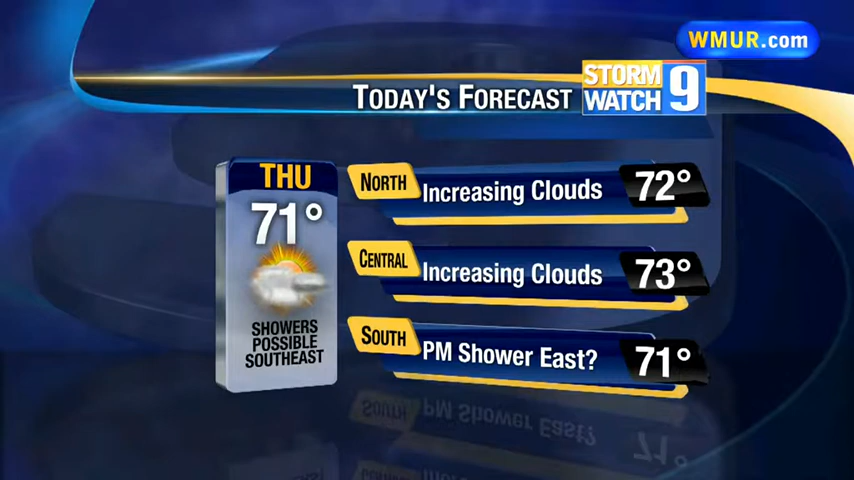 WMUR.com
TODAY'S FORECAST
STORM
WATCH 9
THU
71°
SHOWERS
POSSIBLE
SOUTHEAST
NORTH Increasing Clouds 72°
CENTRAL Increasing Clouds 73°
SOUTH PM Shower East? 71°